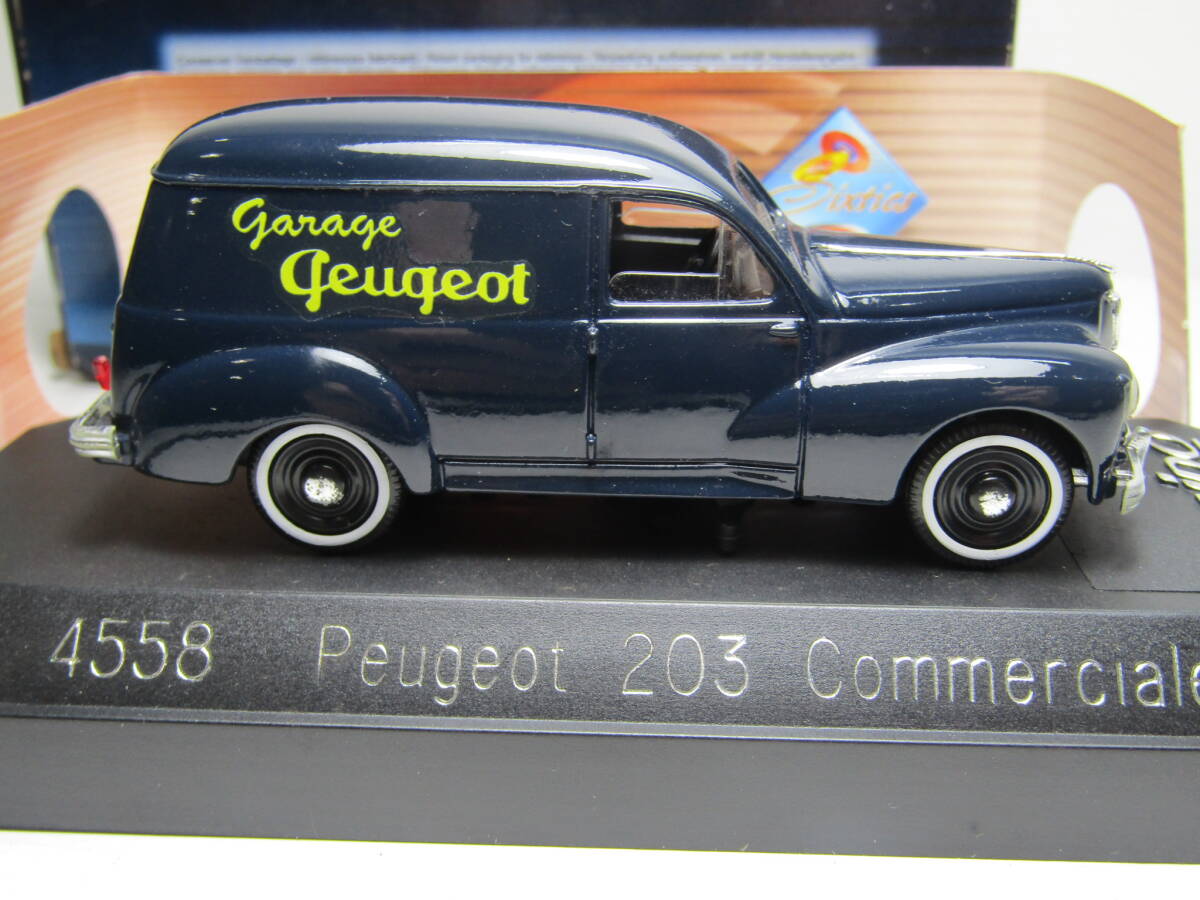 Sixties
Garage
Peugeot
4558 Peugeot 203 Commerciale